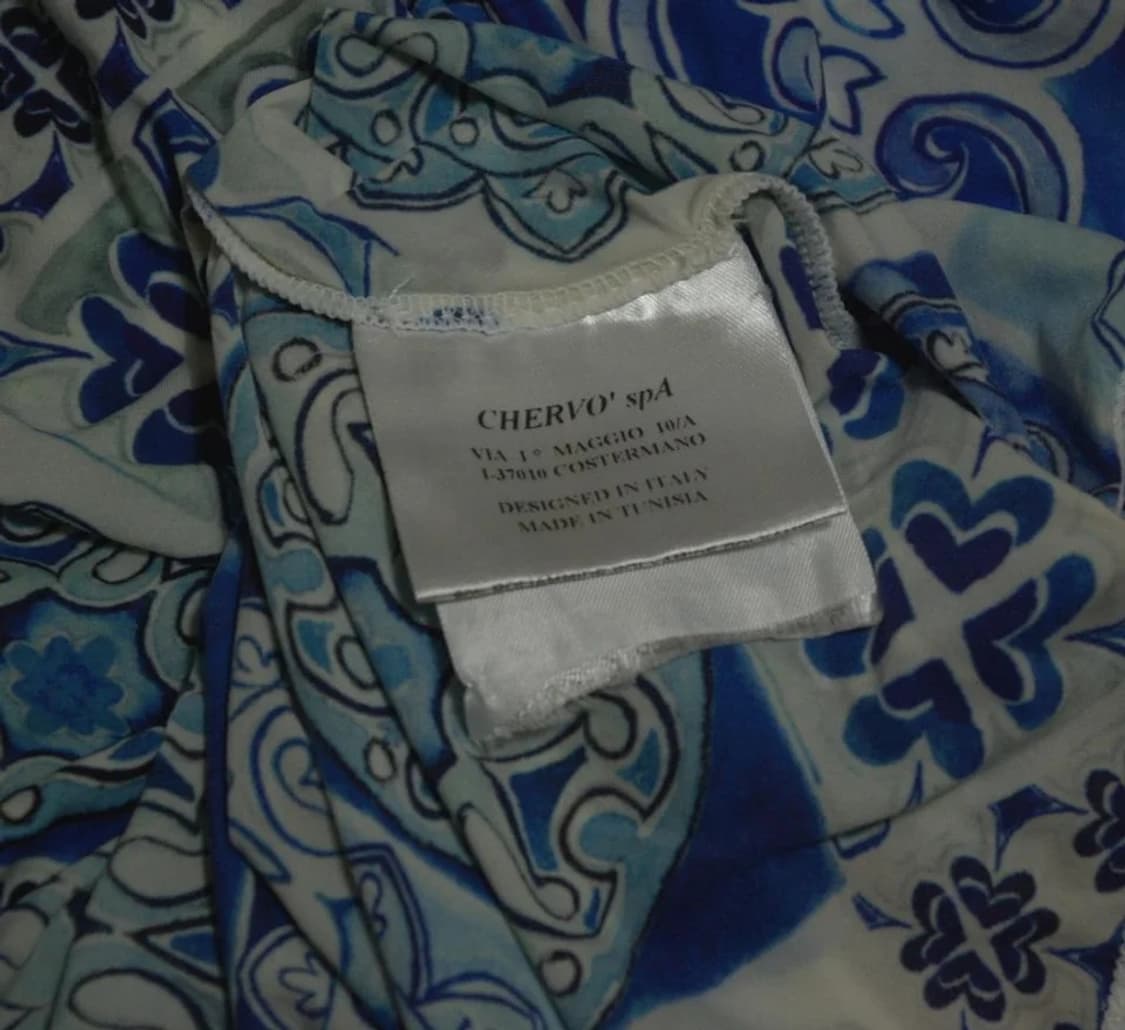 CHERVO' spA
VIA 1° MAGGIO 10/A
I-37010 COSTERMANO
DESIGNED IN ITALY
MADE IN TUNISIA